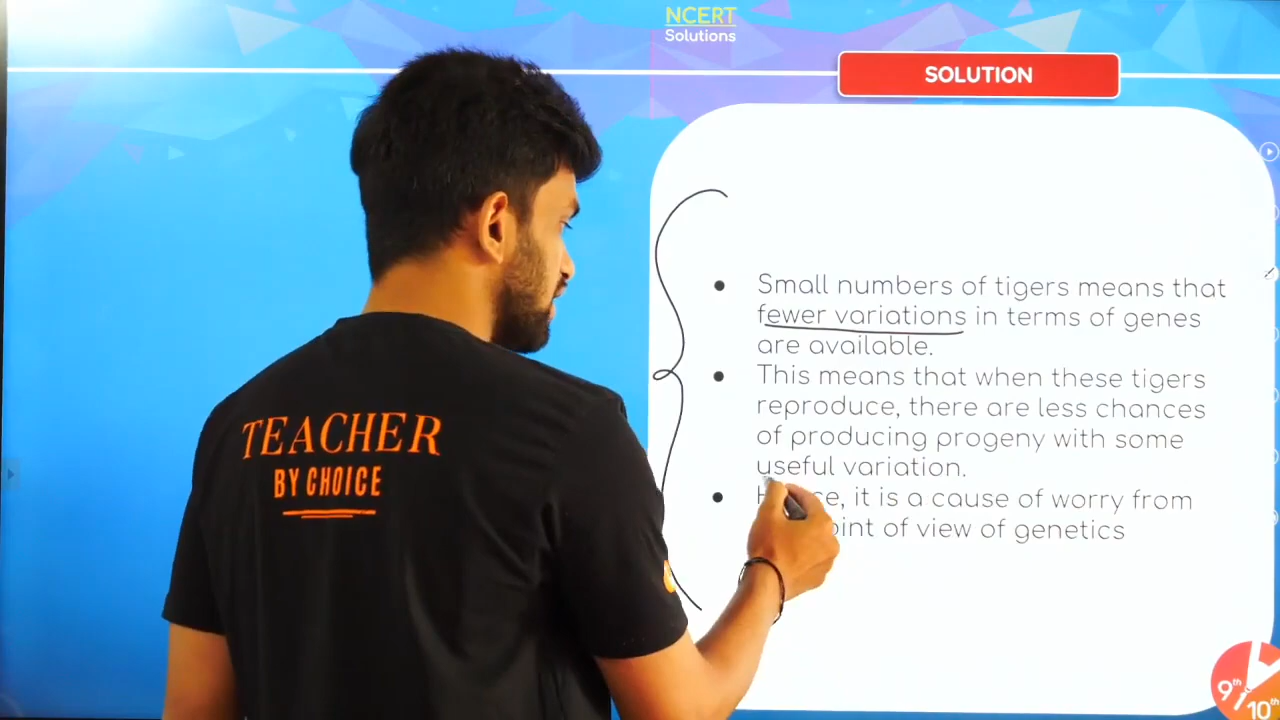 NCERT
Solutions
SOLUTION
Small numbers of tigers means that
fewer variations in terms of genes
are available.
This means that when these tigers
reproduce, there are less chances
of producing progeny with some
useful variation.
it is a cause of worry from
of view of genetics
TEACHER
BY CHOICE
9th/10th